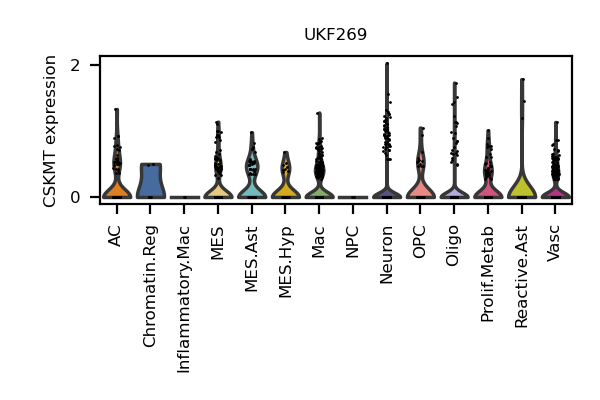 UKF269
CSKMT expression
2
0
AC
Chromatin.Reg
Inflammatory.Mac
MES
MES.Ast
MES.Hyp
Mac
NPC
Neuron
OPC
Oligo
Prolif.Metab
Reactive.Ast
Vasc